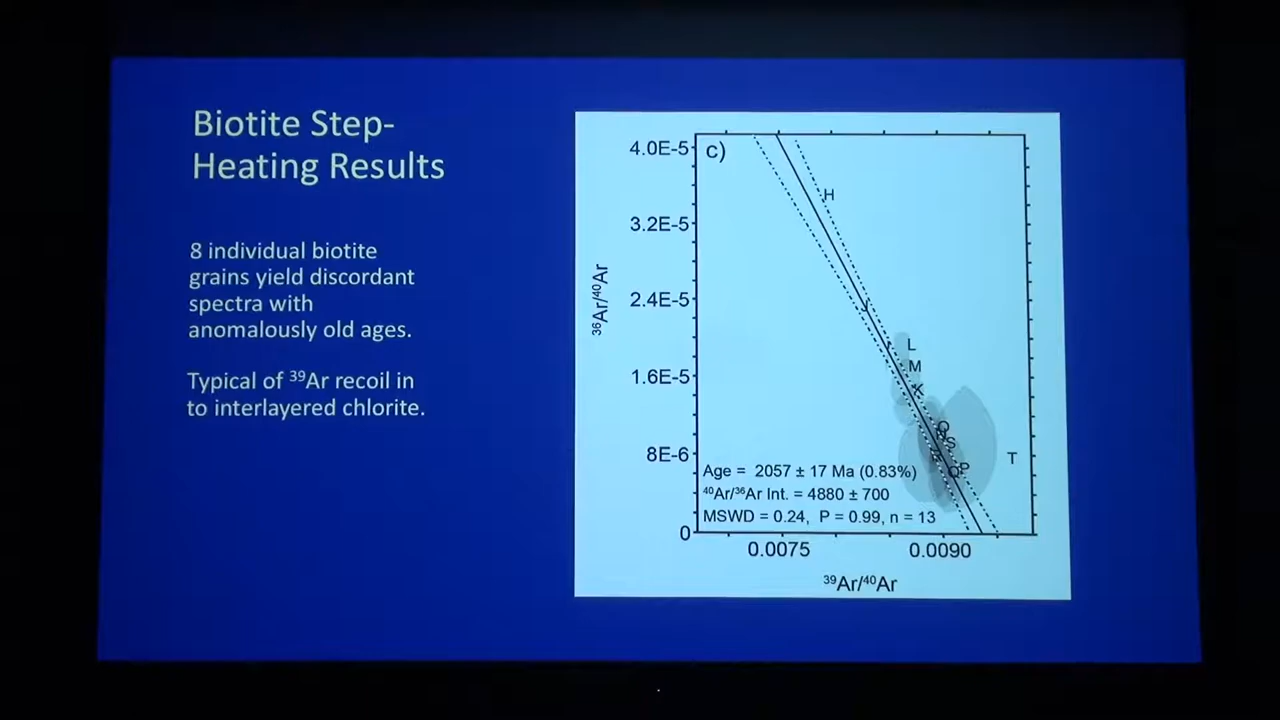 Biotite Step-
Heating Results
8 individual biotite
grains yield discordant
spectra with
anomalously old ages.
Typical of ³⁹Ar recoil in
to interlayered chlorite.
c)
4.0E-5
3.2E-5
2.4E-5
1.6E-5
8E-6
0
³⁶Ar/⁴⁰Ar
H
J
L
M
K
O
S
P
Q
T
Age = 2057 ± 17 Ma (0.83%)
⁴⁰Ar/³⁶Ar Int. = 4880 ± 700
MSWD = 0.24, P = 0.99, n = 13
0.0075
0.0090
³⁹Ar/⁴⁰Ar